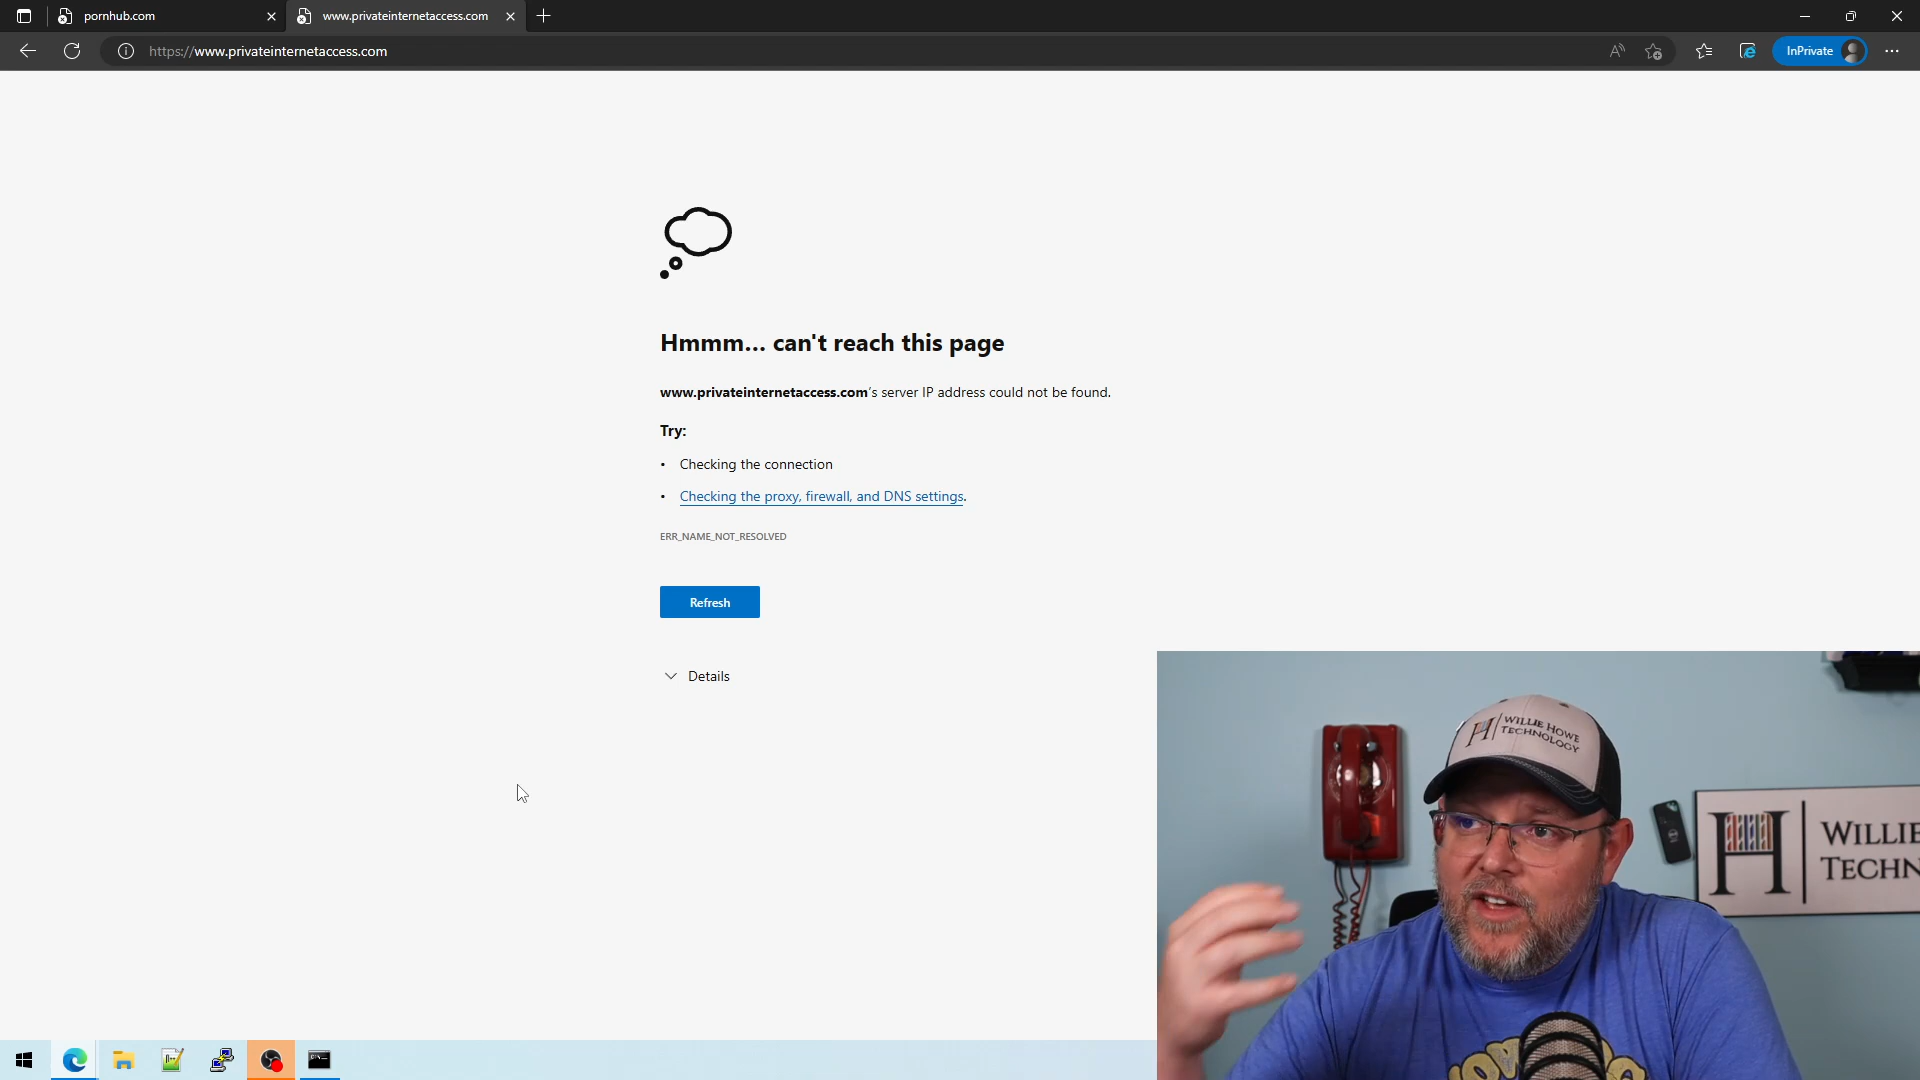 pornhub.com
www.privateinternetaccess.com
https://www.privateinternetaccess.com
InPrivate
Hmmm... can't reach this page
www.privateinternetaccess.com's server IP address could not be found.
Try:
• Checking the connection
• Checking the proxy, firewall, and DNS settings.
ERR_NAME_NOT_RESOLVED
Refresh
Details
WILLIE HOWE
TECHNOLOGY
WILLIE
TECHN